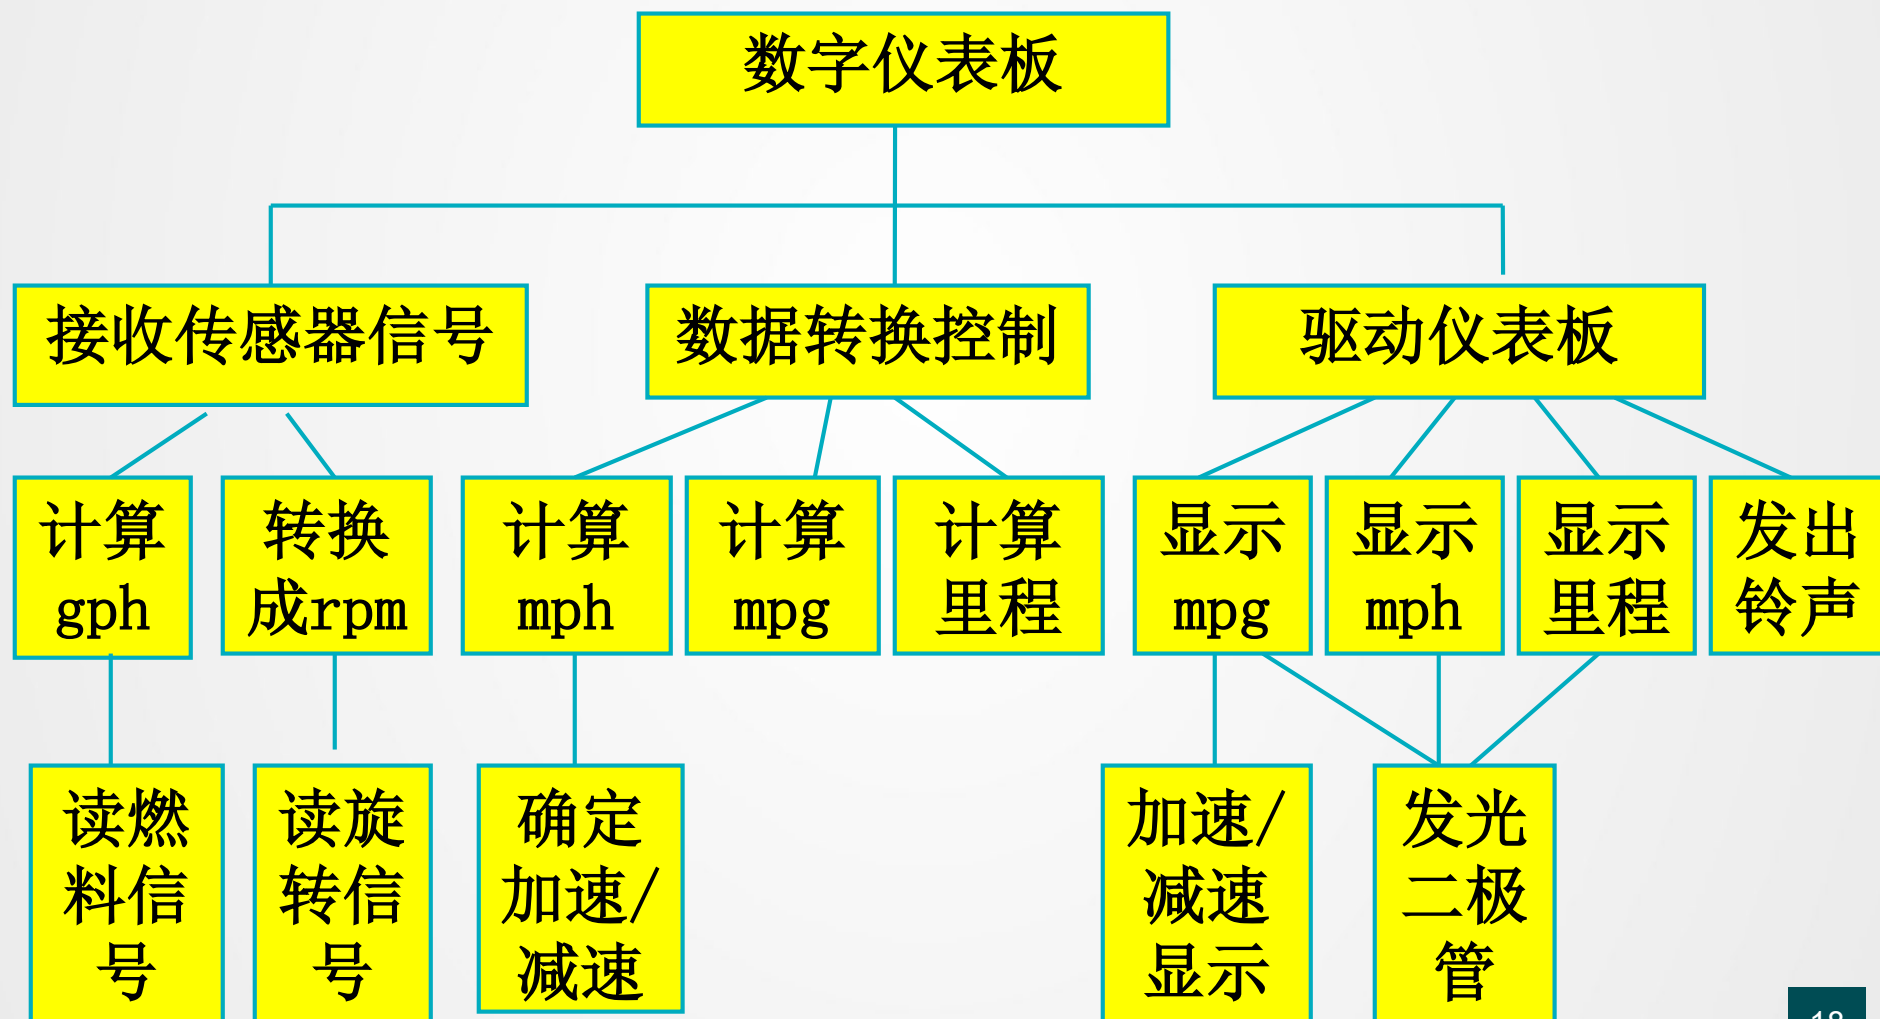 数字仪表板
接收传感器信号
数据转换控制
驱动仪表板
计算
gph
转换
成rpm
计算
mph
计算
mpg
计算
里程
显示
mpg
显示
mph
显示
里程
发出
铃声
读燃
料信
号
读旋
转信
号
确定
加速/
减速
加速/
减速
显示
发光
二极
管
18